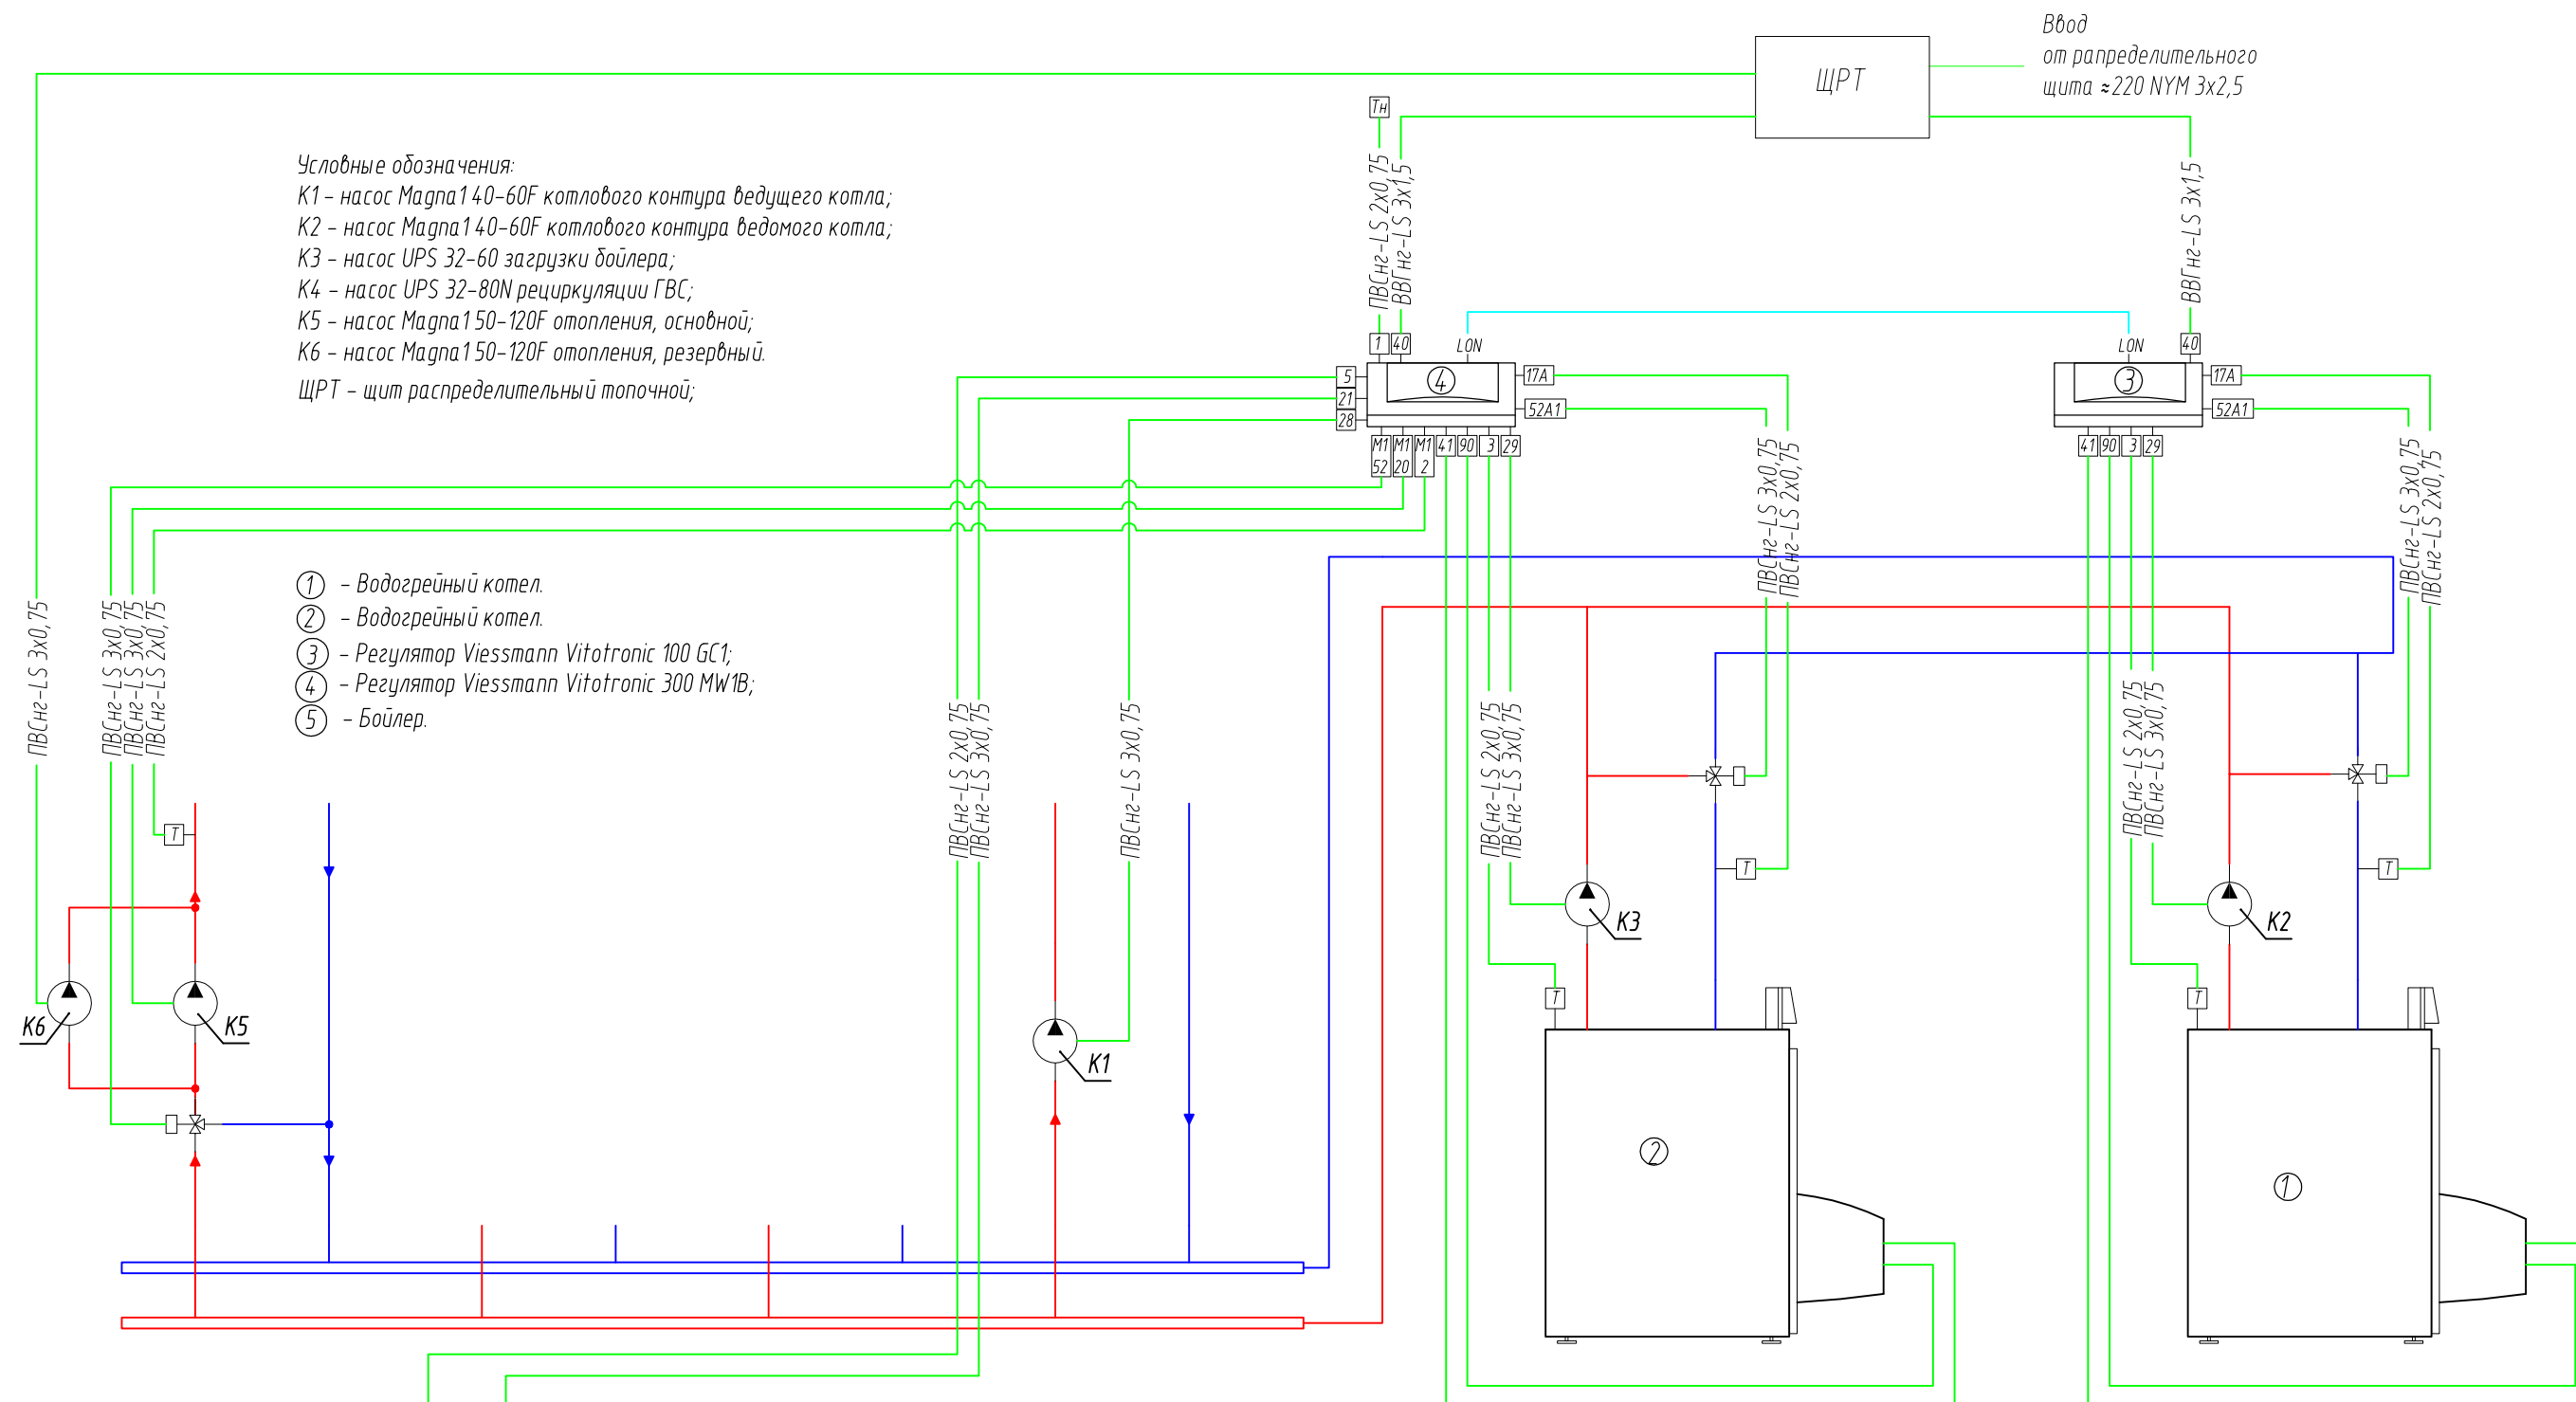 Ввод
от рапределительного
щита ≈220 NYM 3х2,5
ЩРТ
Тн
ПВСнг-LS 2х0,75
ВВГнг-LS 3х1,5
ВВГнг-LS 3х1,5
Условные обозначения:
К1 – насос Magna1 40-60F котлового контура ведущего котла;
К2 – насос Magna1 40-60F котлового контура ведомого котла;
К3 – насос UPS 32-60 загрузки бойлера;
К4 – насос UPS 32-80N рециркуляции ГВС;
К5 – насос Magna1 50-120F отопления, основной;
К6 – насос Magna1 50-120F отопления, резервный.
ЩРТ – щит распределительный топочной;
1
40
LON
LON
40
5
21
28
4
17А
52А1
3
17А
52А1
М1
52
М1
20
М1
2
41
90
3
29
41
90
3
29
ПВСнг-LS 3х0,75
ПВСнг-LS 2х0,75
ПВСнг-LS 3х0,75
ПВСнг-LS 2х0,75
1 – Водогрейный котел.
2 – Водогрейный котел.
3 – Регулятор Viessmann Vitotronic 100 GC1;
4 – Регулятор Viessmann Vitotronic 300 MW1B;
5 – Бойлер.
ПВСнг-LS 3х0,75
ПВСнг-LS 3х0,75
ПВСнг-LS 3х0,75
ПВСнг-LS 2х0,75
ПВСнг-LS 2х0,75
ПВСнг-LS 3х0,75
ПВСнг-LS 3х0,75
ПВСнг-LS 2х0,75
ПВСнг-LS 3х0,75
ПВСнг-LS 2х0,75
ПВСнг-LS 3х0,75
Т
Т
Т
К3
К2
Т
Т
К6
К5
К1
2
1